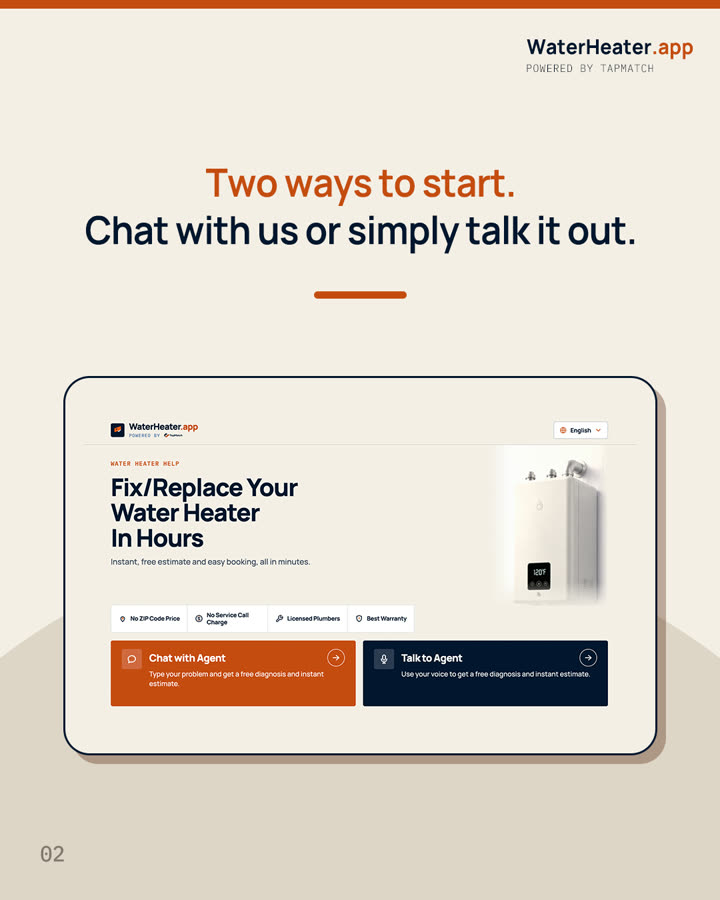 WaterHeater.app
POWERED BY TAPMATCH
Two ways to start.
Chat with us or simply talk it out.
WaterHeater.app
POWERED BY TapMatch
English
WATER HEATER HELP
Fix/Replace Your
Water Heater
In Hours
Instant, free estimate and easy booking, all in minutes.
120°F
No ZIP Code Price
No Service Call
Charge
Licensed Plumbers
Best Warranty
Chat with Agent
Type your problem and get a free diagnosis and instant
estimate.
Talk to Agent
Use your voice to get a free diagnosis and instant estimate.
02